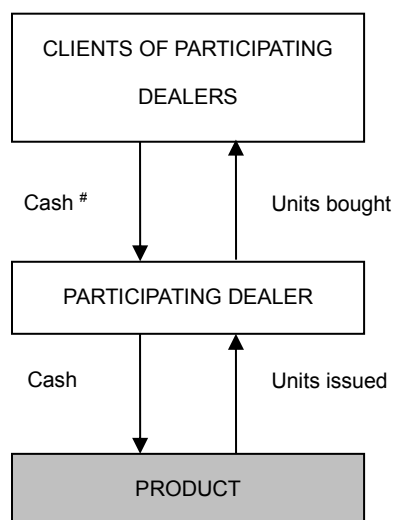 CLIENTS OF PARTICIPATING
DEALERS
Cash #
Units bought
PARTICIPATING DEALER
Cash
Units issued
PRODUCT